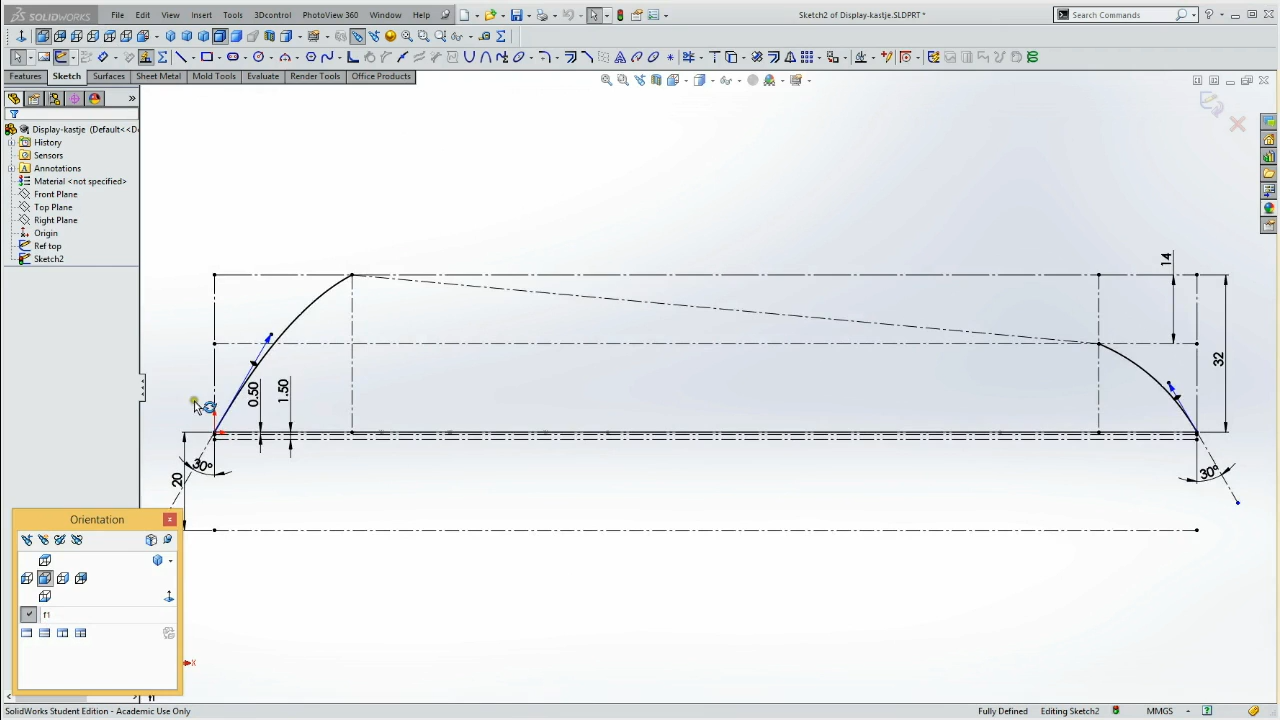 SOLIDWORKS File Edit View Insert Tools 3Dcontrol PhotoView 360 Window Help Sketch2 of Display-kastje.SLDPRT * Search Commands
Features Sketch Surfaces Sheet Metal Mold Tools Evaluate Render Tools Office Products
Display-kastje (Default<<D
History
Sensors
Annotations
Material <not specified>
Front Plane
Top Plane
Right Plane
Origin
Ref top
Sketch2
14
32
0.50
1.50
30°
20
30°
Orientation
f1
X
SolidWorks Student Edition - Academic Use Only Fully Defined Editing Sketch2 MMGS